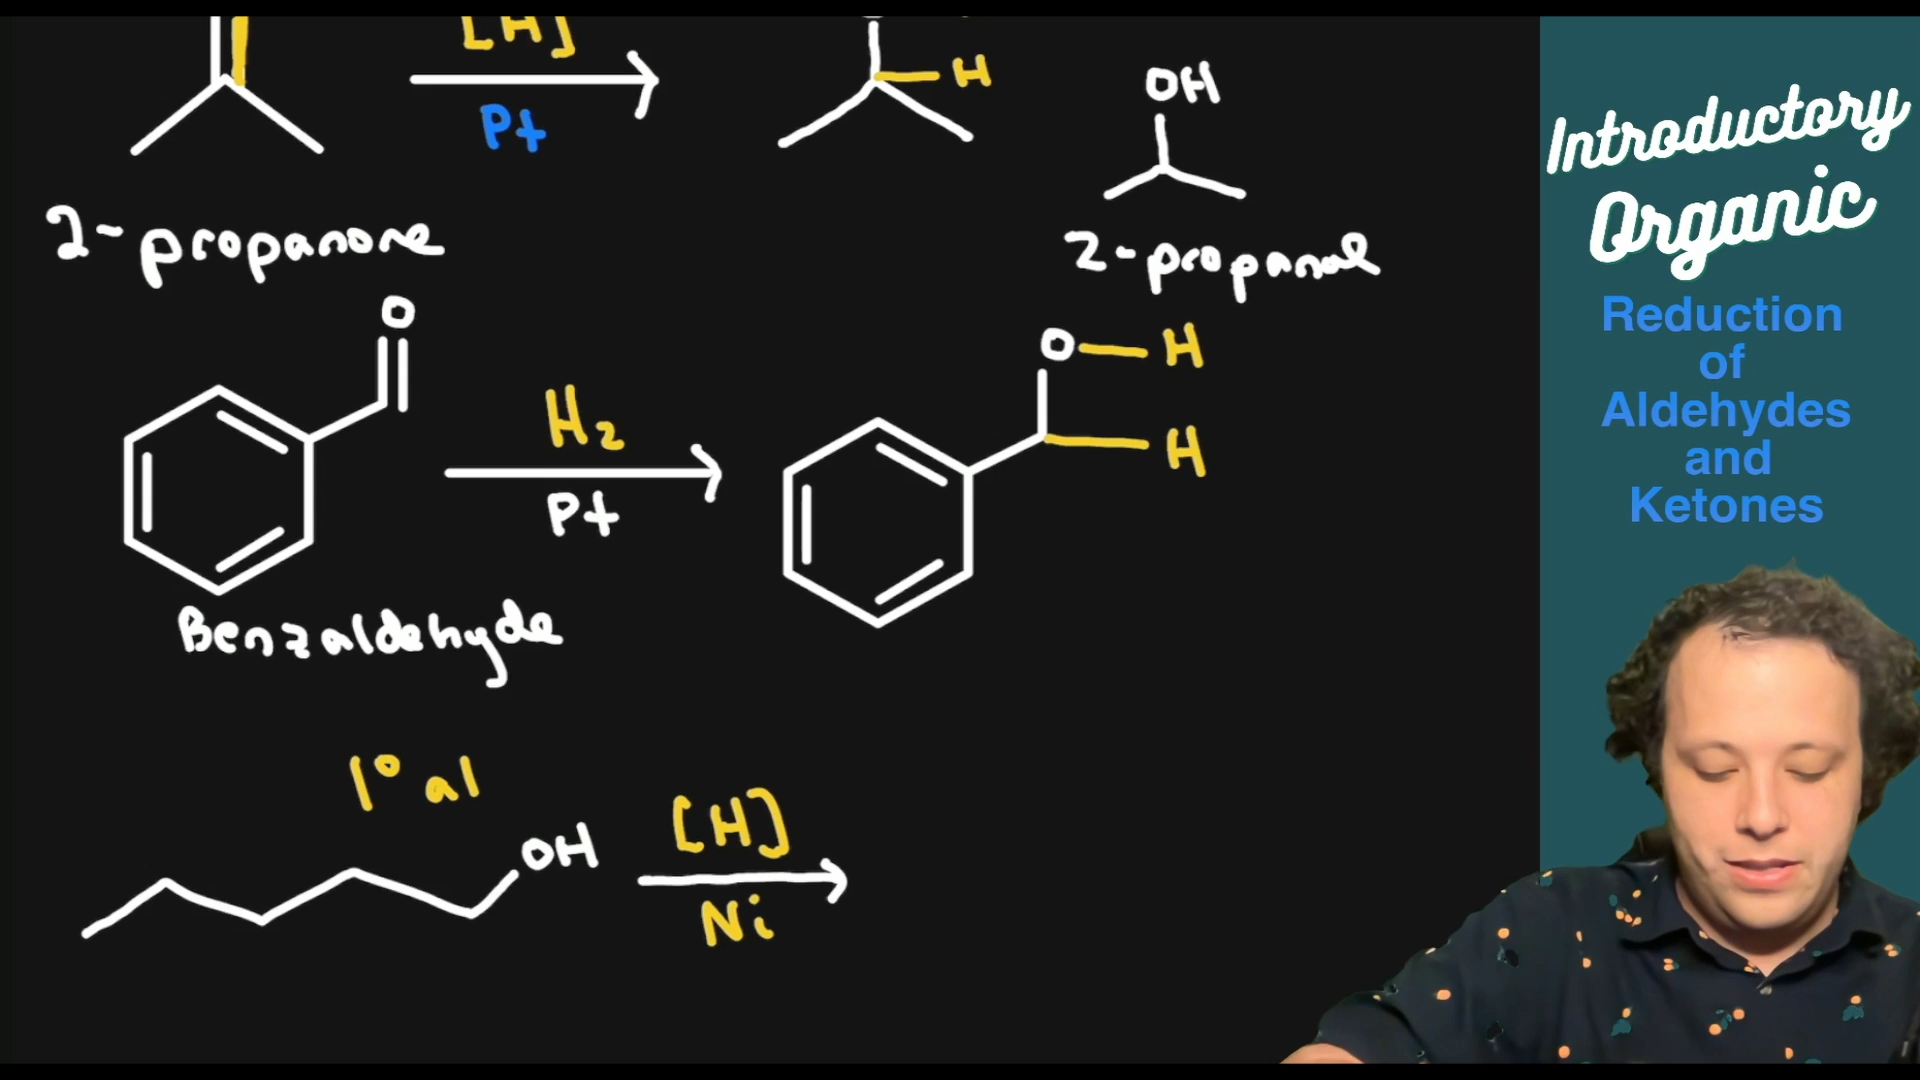 [H]
H
Pt
OH
2-propanone
2-propanol
O
O-H
H2
H
Pt
Benzaldehyde
1° al
[H]
OH
Ni
Introductory
Organic
Reduction
of
Aldehydes
and
Ketones